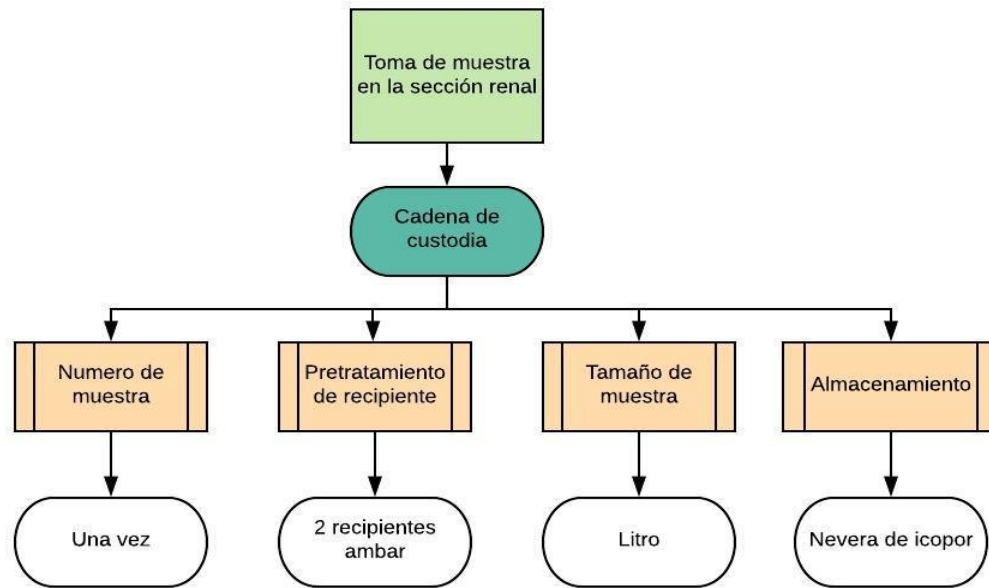 Toma de muestra
en la sección renal
Cadena de
custodia
Numero de
muestra
Pretratamiento
de recipiente
Tamaño de
muestra
Almacenamiento
Una vez
2 recipientes
ambar
Litro
Nevera de icopor